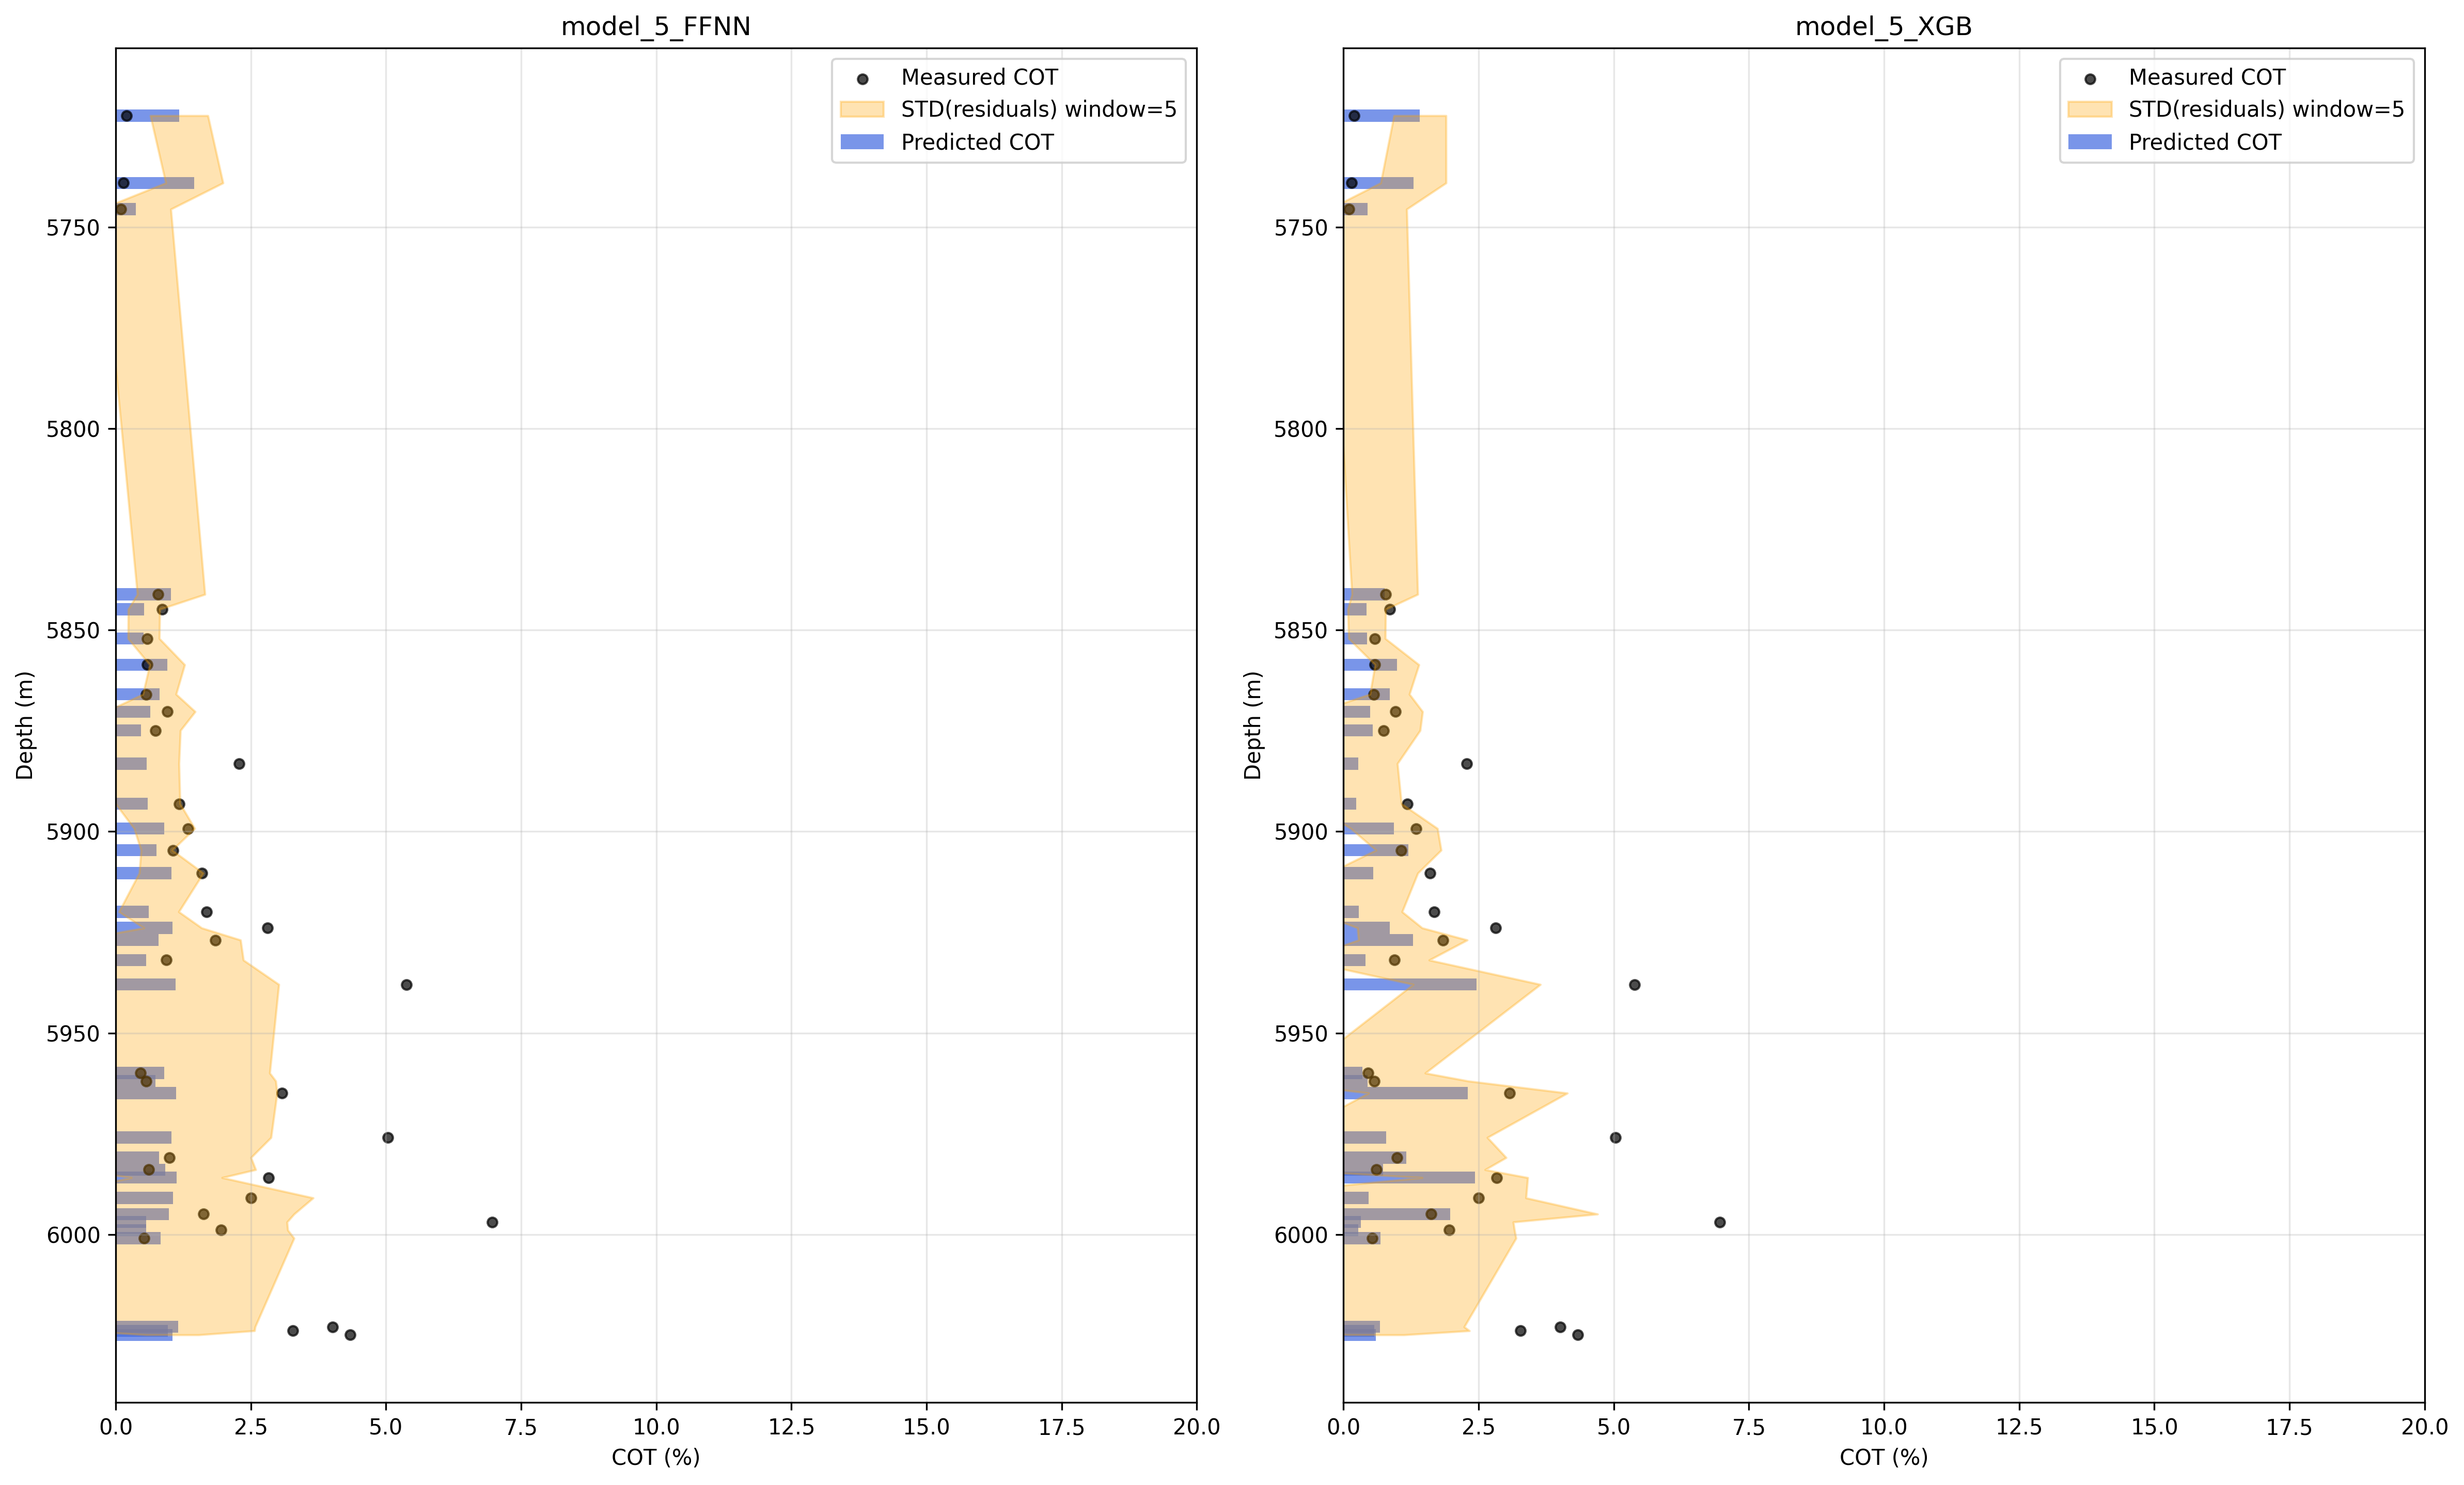 model_5_FFNN
Measured COT
STD(residuals) window=5
Predicted COT
5750
5800
5850
5900
5950
6000
Depth (m)
0.0 2.5 5.0 7.5 10.0 12.5 15.0 17.5 20.0
COT (%)
model_5_XGB
Measured COT
STD(residuals) window=5
Predicted COT
5750
5800
5850
5900
5950
6000
Depth (m)
0.0 2.5 5.0 7.5 10.0 12.5 15.0 17.5 20.0
COT (%)